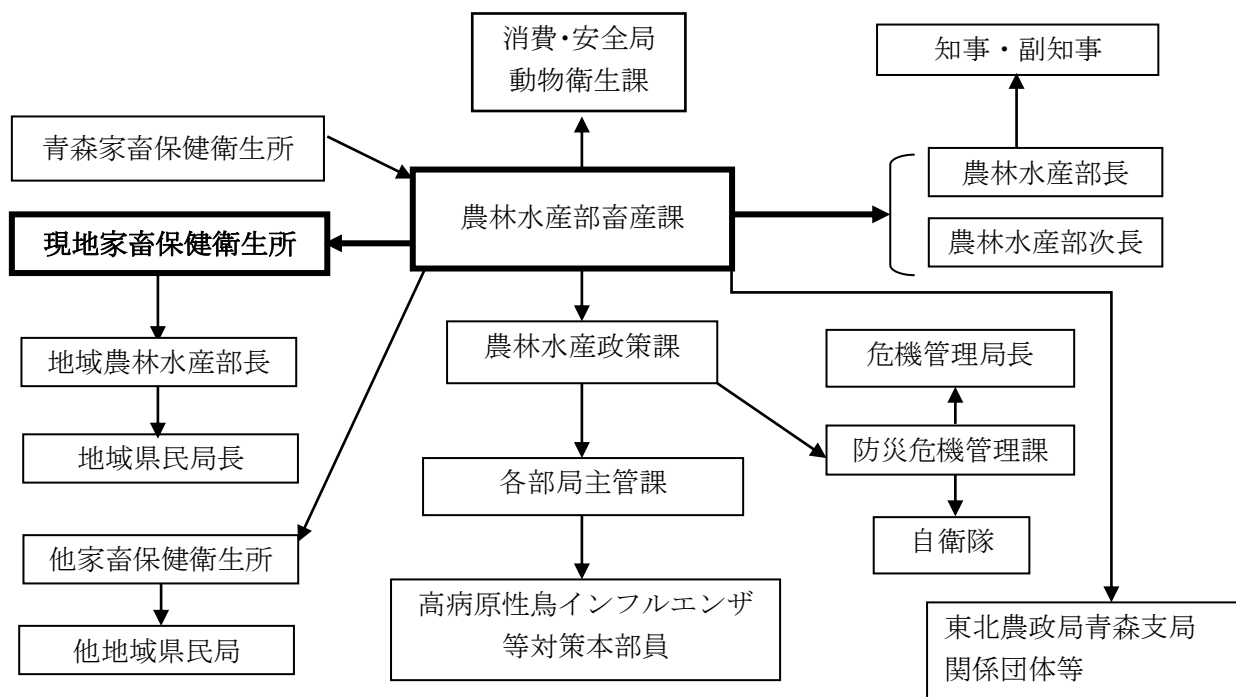 消費・安全局
動物衛生課
知事・副知事
青森家畜保健衛生所
農林水産部畜産課
農林水産部長
農林水産部次長
現地家畜保健衛生所
地域農林水産部長
農林水産政策課
危機管理局長
地域県民局長
各部局主管課
防災危機管理課
他家畜保健衛生所
自衛隊
高病原性鳥インフルエンザ
等対策本部員
他地域県民局
東北農政局青森支局
関係団体等